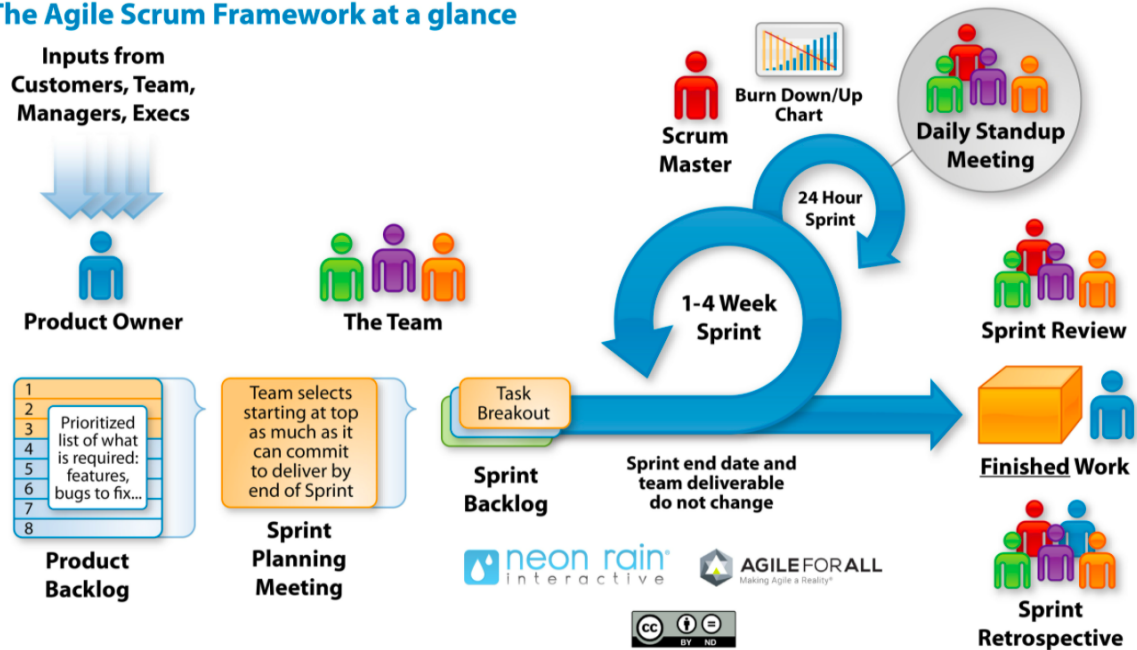 The Agile Scrum Framework at a glance
Inputs from
Customers, Team,
Managers, Execs
Product Owner
The Team
Scrum
Master
Burn Down/Up
Chart
Daily Standup
Meeting
24 Hour
Sprint
1-4 Week
Sprint
Sprint Review
1
2
3
4
5
6
7
8
Prioritized
list of what
is required:
features,
bugs to fix...
Product
Backlog
Team selects
starting at top
as much as it
can commit
to deliver by
end of Sprint
Sprint
Planning
Meeting
Task
Breakout
Sprint
Backlog
Sprint end date and
team deliverable
do not change
Finished Work
Sprint
Retrospective
neon rain®
interactive
AGILEFORALL
Making Agile a Reality®
cc
BY ND